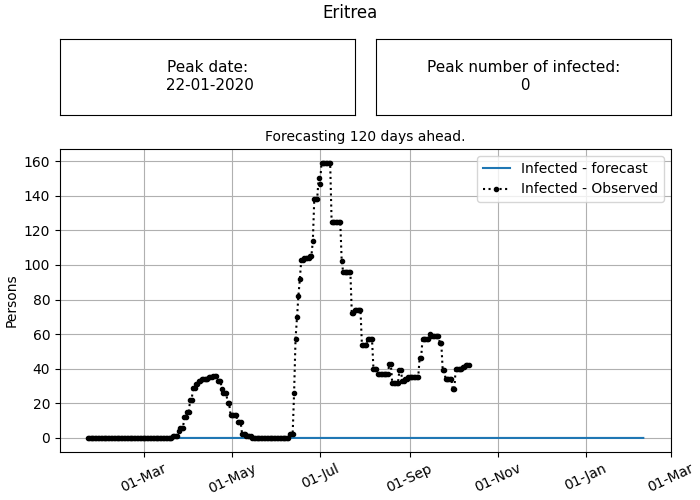 Eritrea
Peak date:
22-01-2020
Peak number of infected:
0
Forecasting 120 days ahead.
Infected - forecast
Infected - Observed
Persons
160
140
120
100
80
60
40
20
0
01-Mar
01-May
01-Jul
01-Sep
01-Nov
01-Jan
01-Mar